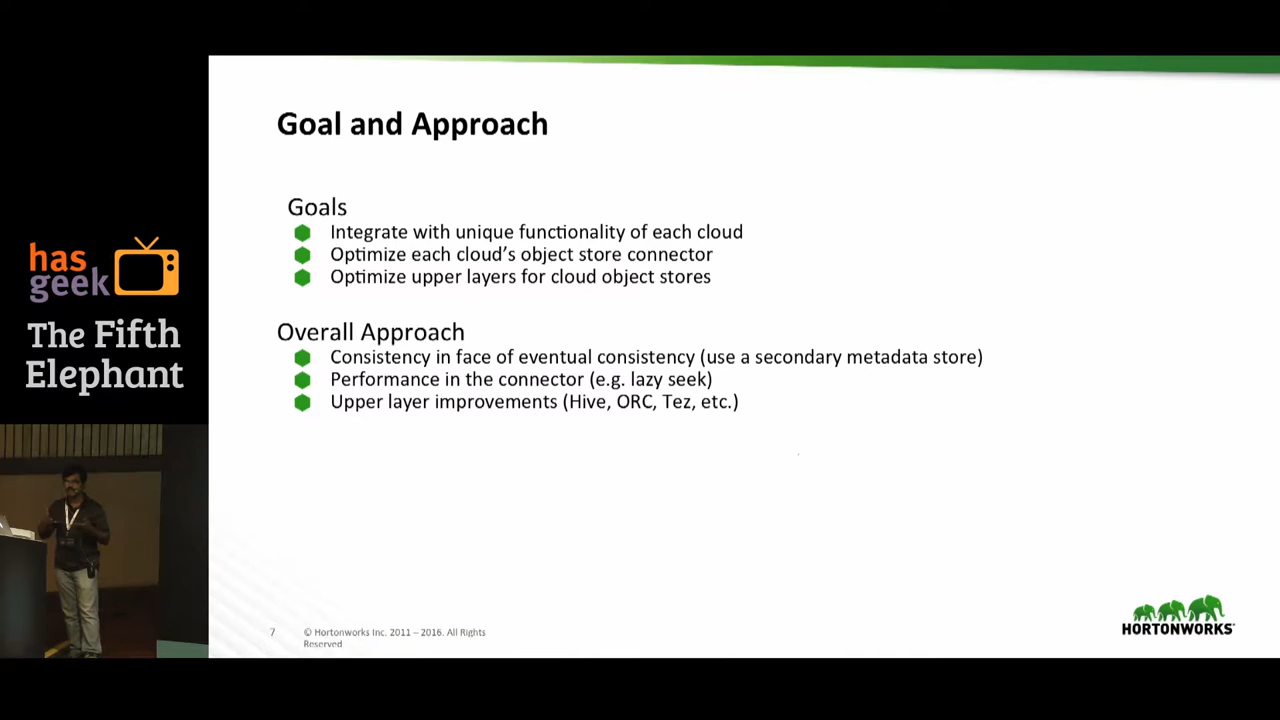 Goal and Approach
Goals
Integrate with unique functionality of each cloud
Optimize each cloud's object store connector
Optimize upper layers for cloud object stores
Overall Approach
Consistency in face of eventual consistency (use a secondary metadata store)
Performance in the connector (e.g. lazy seek)
Upper layer improvements (Hive, ORC, Tez, etc.)
has
geek
The Fifth
Elephant
7
© Hortonworks Inc. 2011 – 2016. All Rights
Reserved
HORTONWORKS